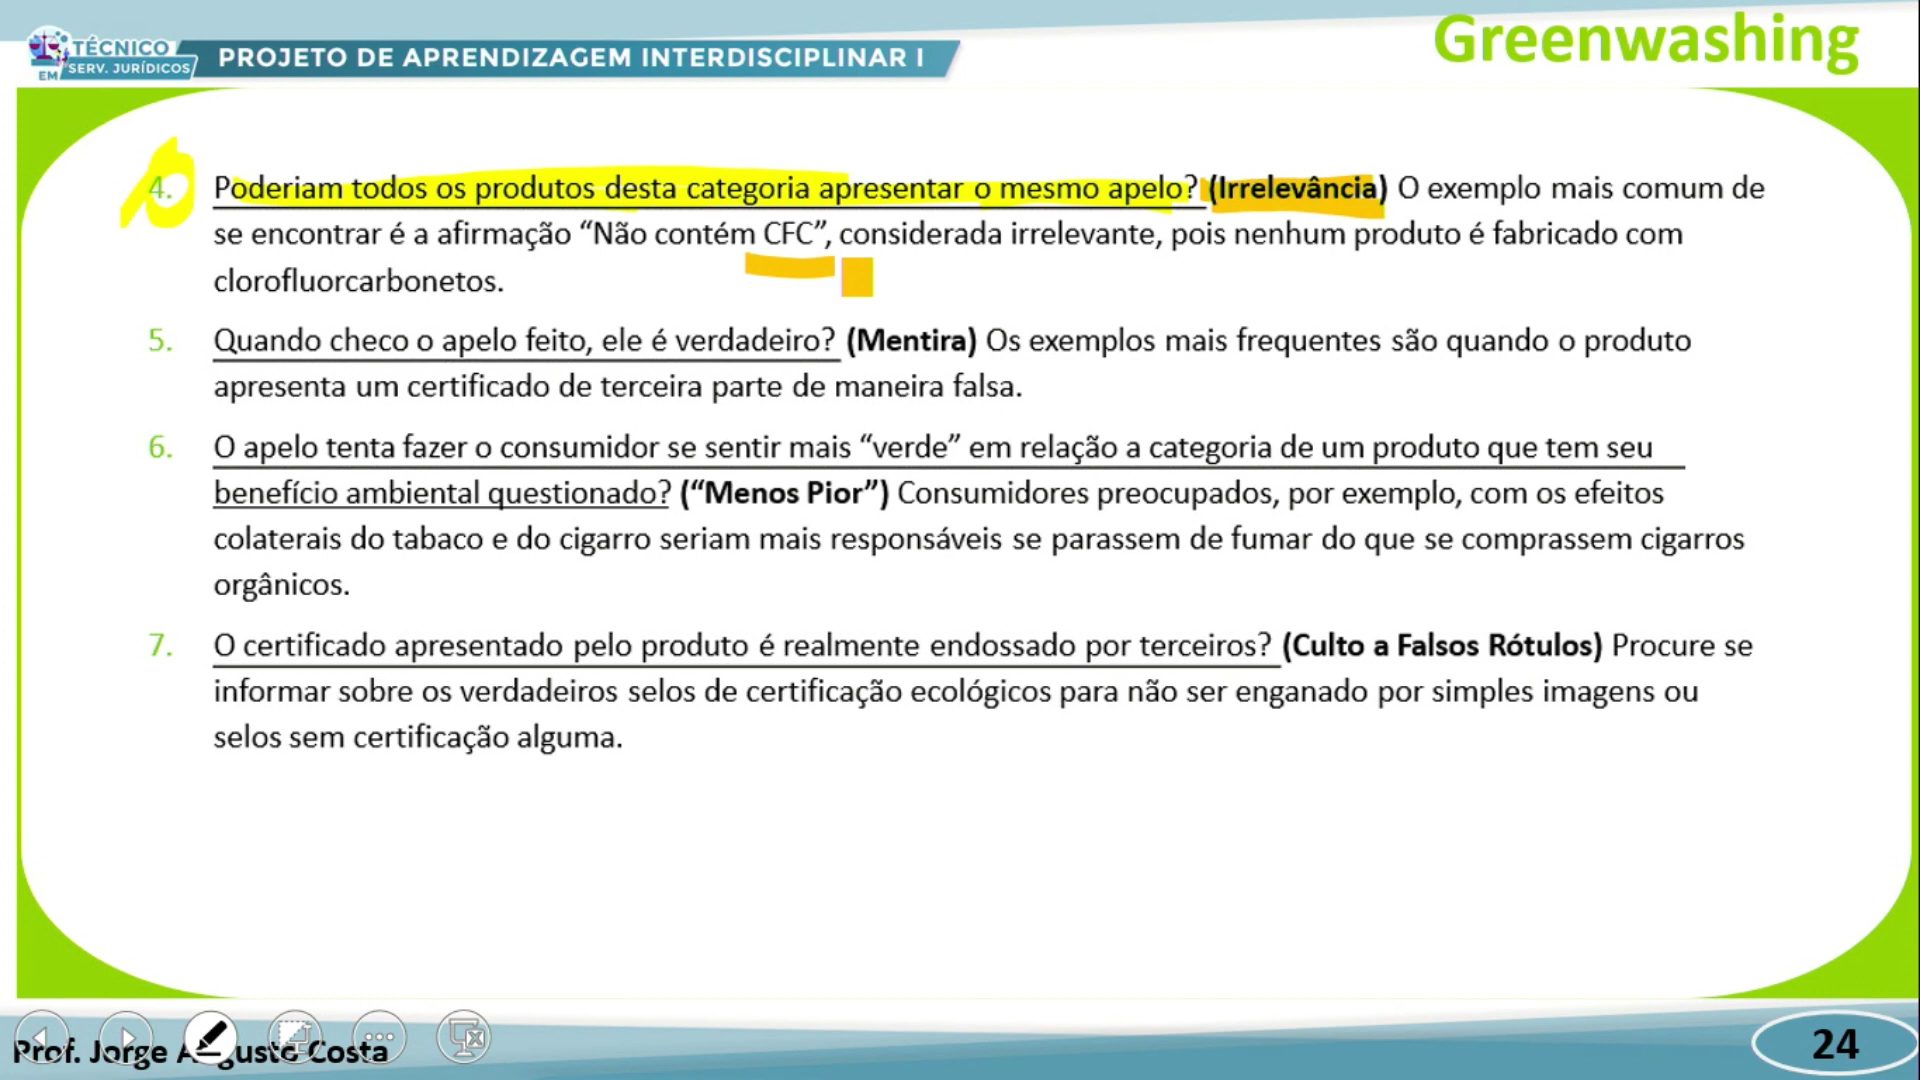 Greenwashing
TÉCNICO
EM SERV. JURÍDICOS
PROJETO DE APRENDIZAGEM INTERDISCIPLINAR I
4. Poderiam todos os produtos desta categoria apresentar o mesmo apelo? (Irrelevância) O exemplo mais comum de
se encontrar é a afirmação “Não contém CFC”, considerada irrelevante, pois nenhum produto é fabricado com
clorofluorcarbonetos.
5. Quando checo o apelo feito, ele é verdadeiro? (Mentira) Os exemplos mais frequentes são quando o produto
apresenta um certificado de terceira parte de maneira falsa.
6. O apelo tenta fazer o consumidor se sentir mais “verde” em relação a categoria de um produto que tem seu
benefício ambiental questionado? (“Menos Pior”) Consumidores preocupados, por exemplo, com os efeitos
colaterais do tabaco e do cigarro seriam mais responsáveis se parassem de fumar do que se comprassem cigarros
orgânicos.
7. O certificado apresentado pelo produto é realmente endossado por terceiros? (Culto a Falsos Rótulos) Procure se
informar sobre os verdadeiros selos de certificação ecológicos para não ser enganado por simples imagens ou
selos sem certificação alguma.
Prof. Jorge Augusto Costa
24